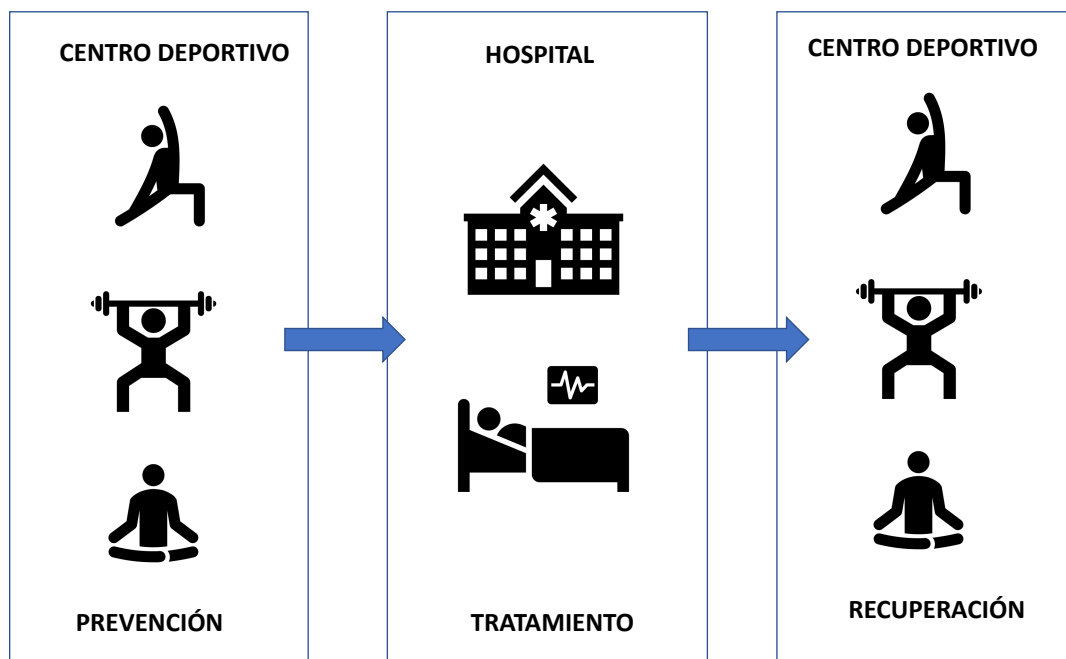 CENTRO DEPORTIVO
PREVENCIÓN
HOSPITAL
TRATAMIENTO
CENTRO DEPORTIVO
RECUPERACIÓN